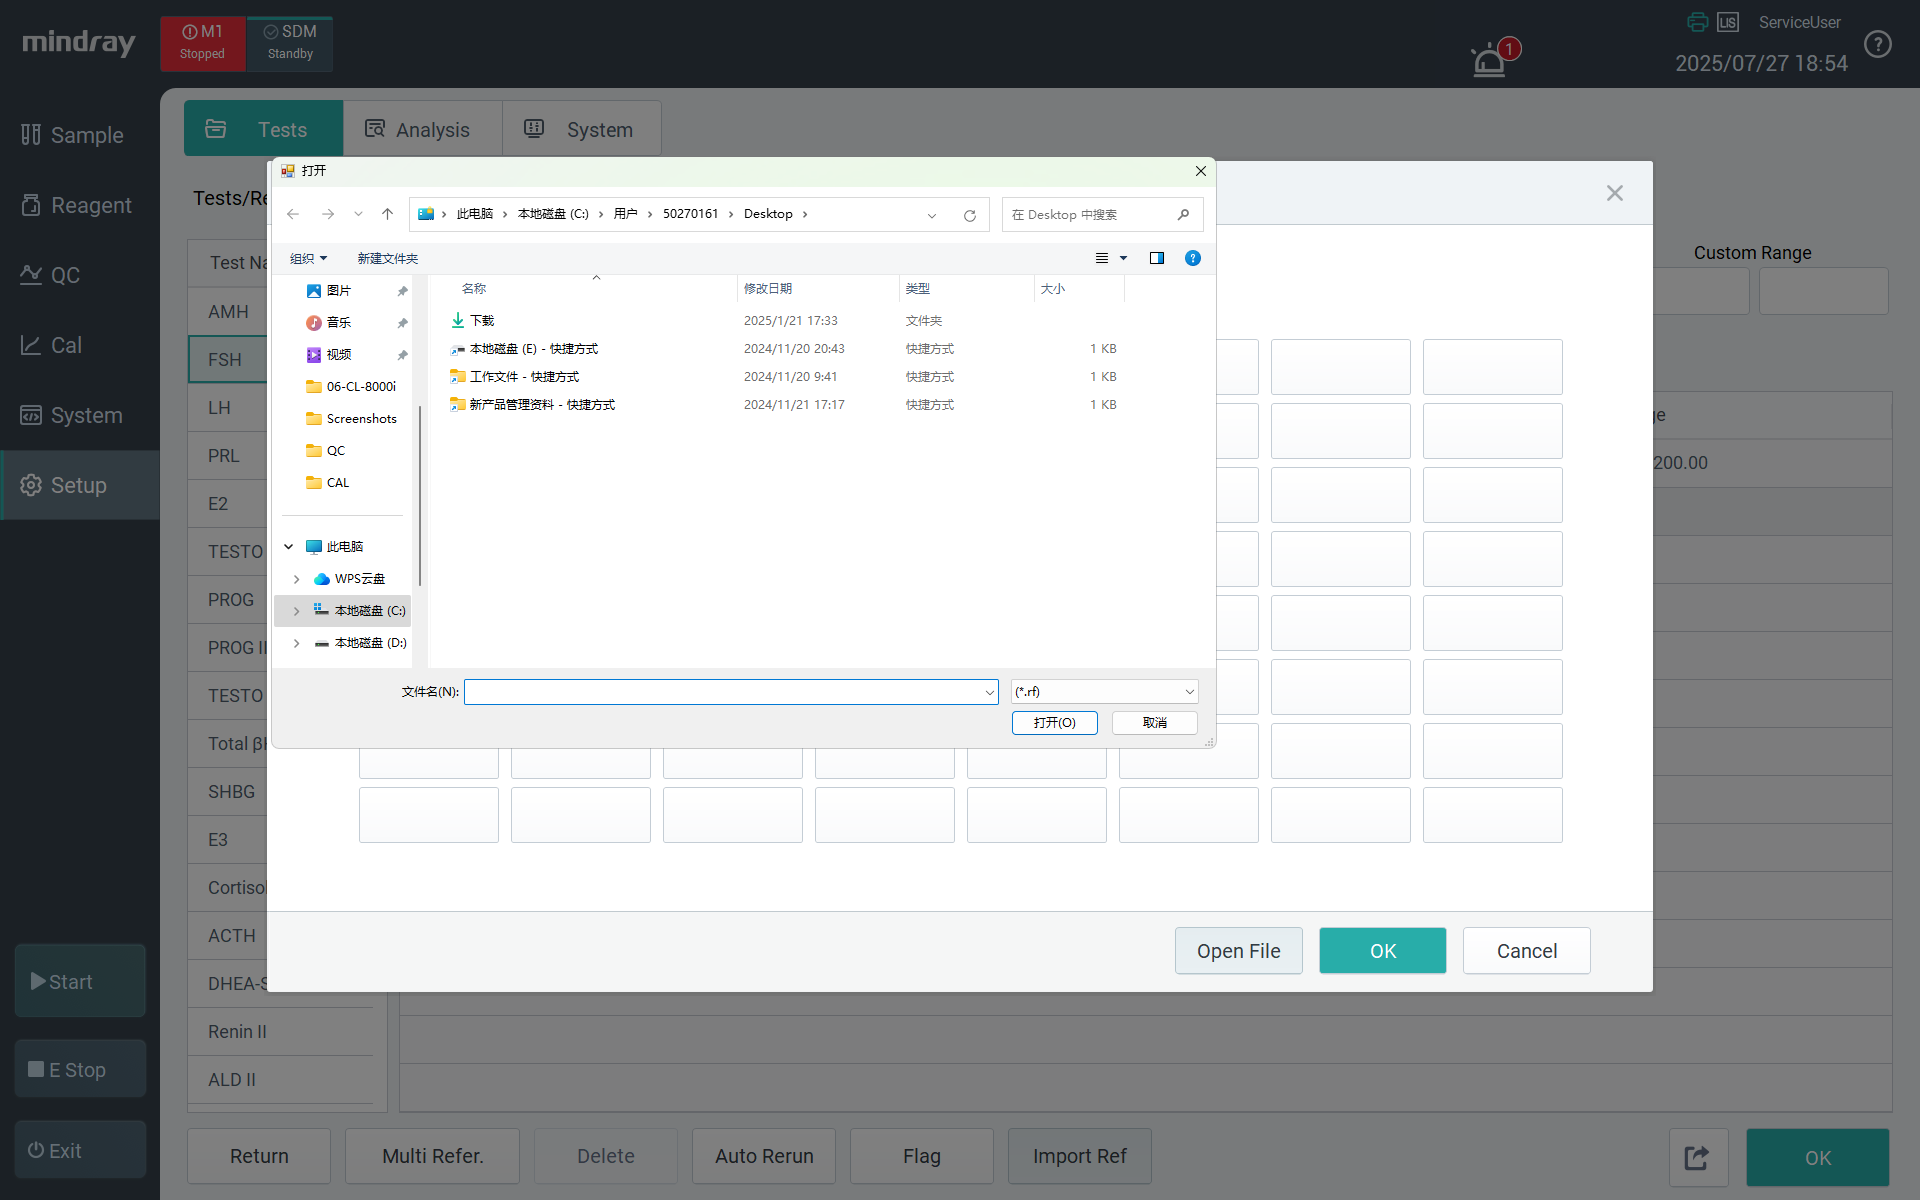 mindray
M1
Stopped
SDM
Standby
1
LIS
ServiceUser
2025/07/27 18:54
?
Sample
Reagent
QC
Cal
System
Setup
Start
E Stop
Exit
Tests
Analysis
System
Tests/Re
Test Na
AMH
FSH
LH
PRL
E2
TESTO
PROG
PROG II
TESTO
Total β
SHBG
E3
Cortisol
ACTH
DHEA-S
Renin II
ALD II
Custom Range
ge
200.00
打开
此电脑 › 本地磁盘 (C:) › 用户 › 50270161 › Desktop ›
在 Desktop 中搜索
组织
新建文件夹
?
图片
音乐
视频
06-CL-8000i
Screenshots
QC
CAL
此电脑
WPS云盘
本地磁盘 (C:)
本地磁盘 (D:)
名称 修改日期 类型 大小
下载 2025/1/21 17:33 文件夹
本地磁盘 (E) - 快捷方式 2024/11/20 20:43 快捷方式 1 KB
工作文件 - 快捷方式 2024/11/20 9:41 快捷方式 1 KB
新产品管理资料 - 快捷方式 2024/11/21 17:17 快捷方式 1 KB
文件名(N):
(*.rf)
打开(O)
取消
Open File
OK
Cancel
Return
Multi Refer.
Delete
Auto Rerun
Flag
Import Ref
OK